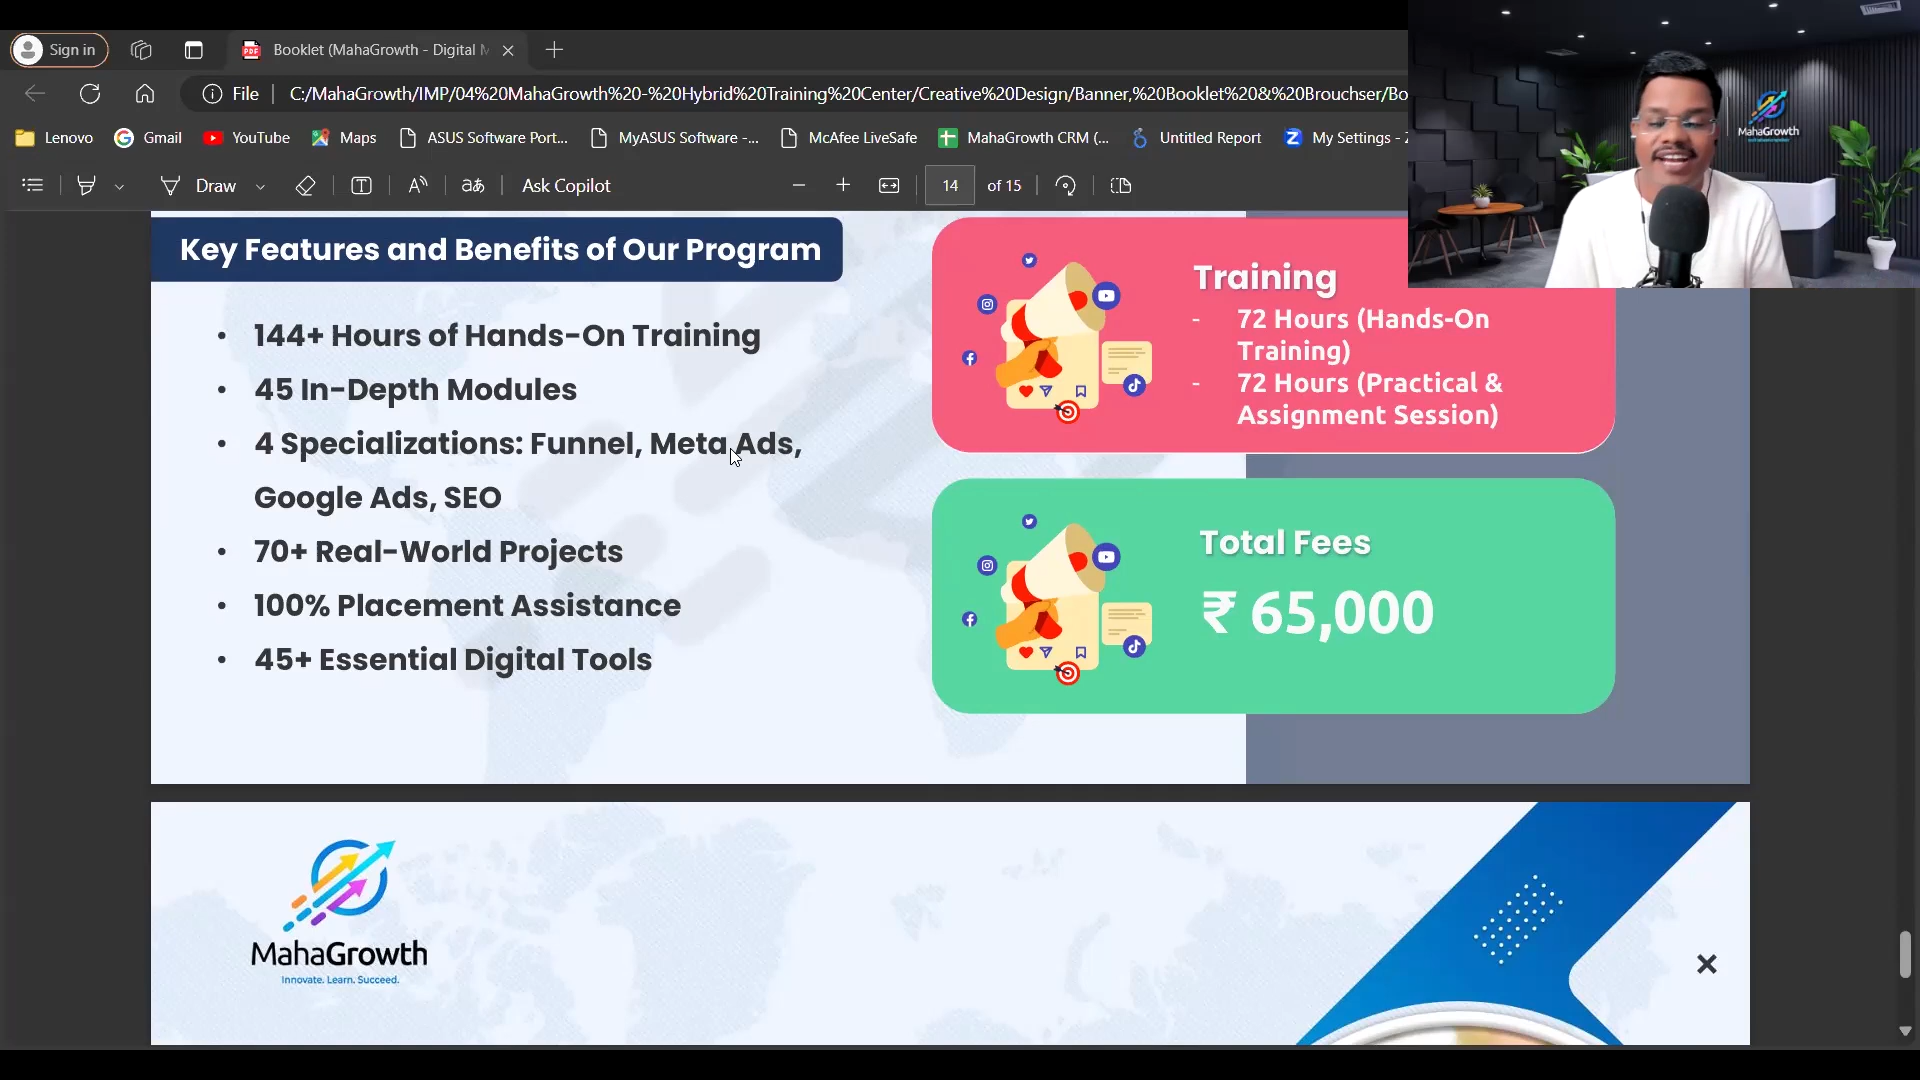 Sign in
Booklet (MahaGrowth - Digital M
File
C:/MahaGrowth/IMP/04%20MahaGrowth%20-%20Hybrid%20Training%20Center/Creative%20Design/Banner,%20Booklet%20&%20Brouchser/Bo
Lenovo
Gmail
YouTube
Maps
ASUS Software Port...
MyASUS Software -...
McAfee LiveSafe
MahaGrowth CRM (...
Untitled Report
My Settings - Z
Draw
Ask Copilot
14 of 15
MahaGrowth
Key Features and Benefits of Our Program
• 144+ Hours of Hands-On Training
• 45 In-Depth Modules
• 4 Specializations: Funnel, Meta Ads,
Google Ads, SEO
• 70+ Real-World Projects
• 100% Placement Assistance
• 45+ Essential Digital Tools
Training
- 72 Hours (Hands-On
Training)
- 72 Hours (Practical &
Assignment Session)
Total Fees
₹ 65,000
MahaGrowth
Innovate. Learn. Succeed.